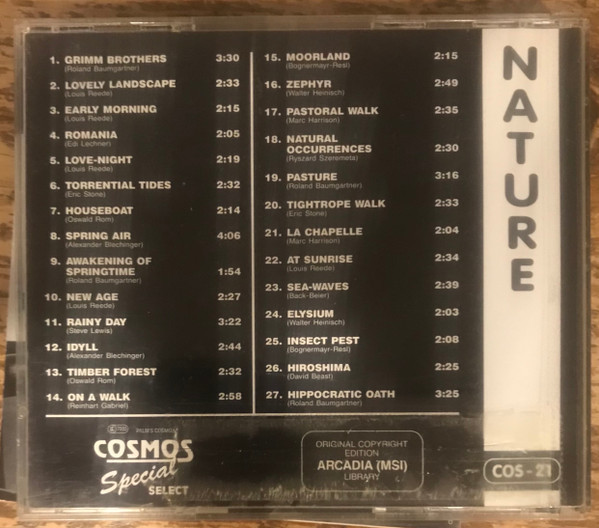 1. GRIMM BROTHERS 3:30
(Roland Baumgartner)
2. LOVELY LANDSCAPE 2:33
(Louis Reede)
3. EARLY MORNING 2:15
(Louis Reede)
4. ROMANIA 2:05
(Edi Lechner)
5. LOVE-NIGHT 2:19
(Louis Reede)
6. TORRENTIAL TIDES 2:32
(Eric Stone)
7. HOUSEBOAT 2:14
(Oswald Rom)
8. SPRING AIR 4:06
(Alexander Blechinger)
9. AWAKENING OF
SPRINGTIME 1:54
(Roland Baumgartner)
10. NEW AGE 2:27
(Louis Reede)
11. RAINY DAY 3:22
(Steve Lewis)
12. IDYLL 2:44
(Alexander Blechinger)
13. TIMBER FOREST 2:32
(Oswald Rom)
14. ON A WALK 2:58
(Reinhart Gabriel)
15. MOORLAND 2:15
(Bognermayr-Resl)
16. ZEPHYR 2:49
(Walter Heinisch)
17. PASTORAL WALK 2:35
(Marc Harrison)
18. NATURAL
OCCURRENCES 2:30
(Ryszard Szeremeta)
19. PASTURE 3:16
(Roland Baumgartner)
20. TIGHTROPE WALK 2:33
(Eric Stone)
21. LA CHAPELLE 2:04
(Marc Harrison)
22. AT SUNRISE 2:34
(Louis Reede)
23. SEA-WAVES 2:39
(Back-Beier)
24. ELYSIUM 2:03
(Walter Heinisch)
25. INSECT PEST 2:08
(Bognermayr-Resl)
26. HIROSHIMA 2:25
(David Beast)
27. HIPPOCRATIC OATH 3:25
(Roland Baumgartner)
NATURE
COSMOS
Special
SELECT
ORIGINAL COPYRIGHT
EDITION
ARCADIA (MSI)
LIBRARY
COS - 21